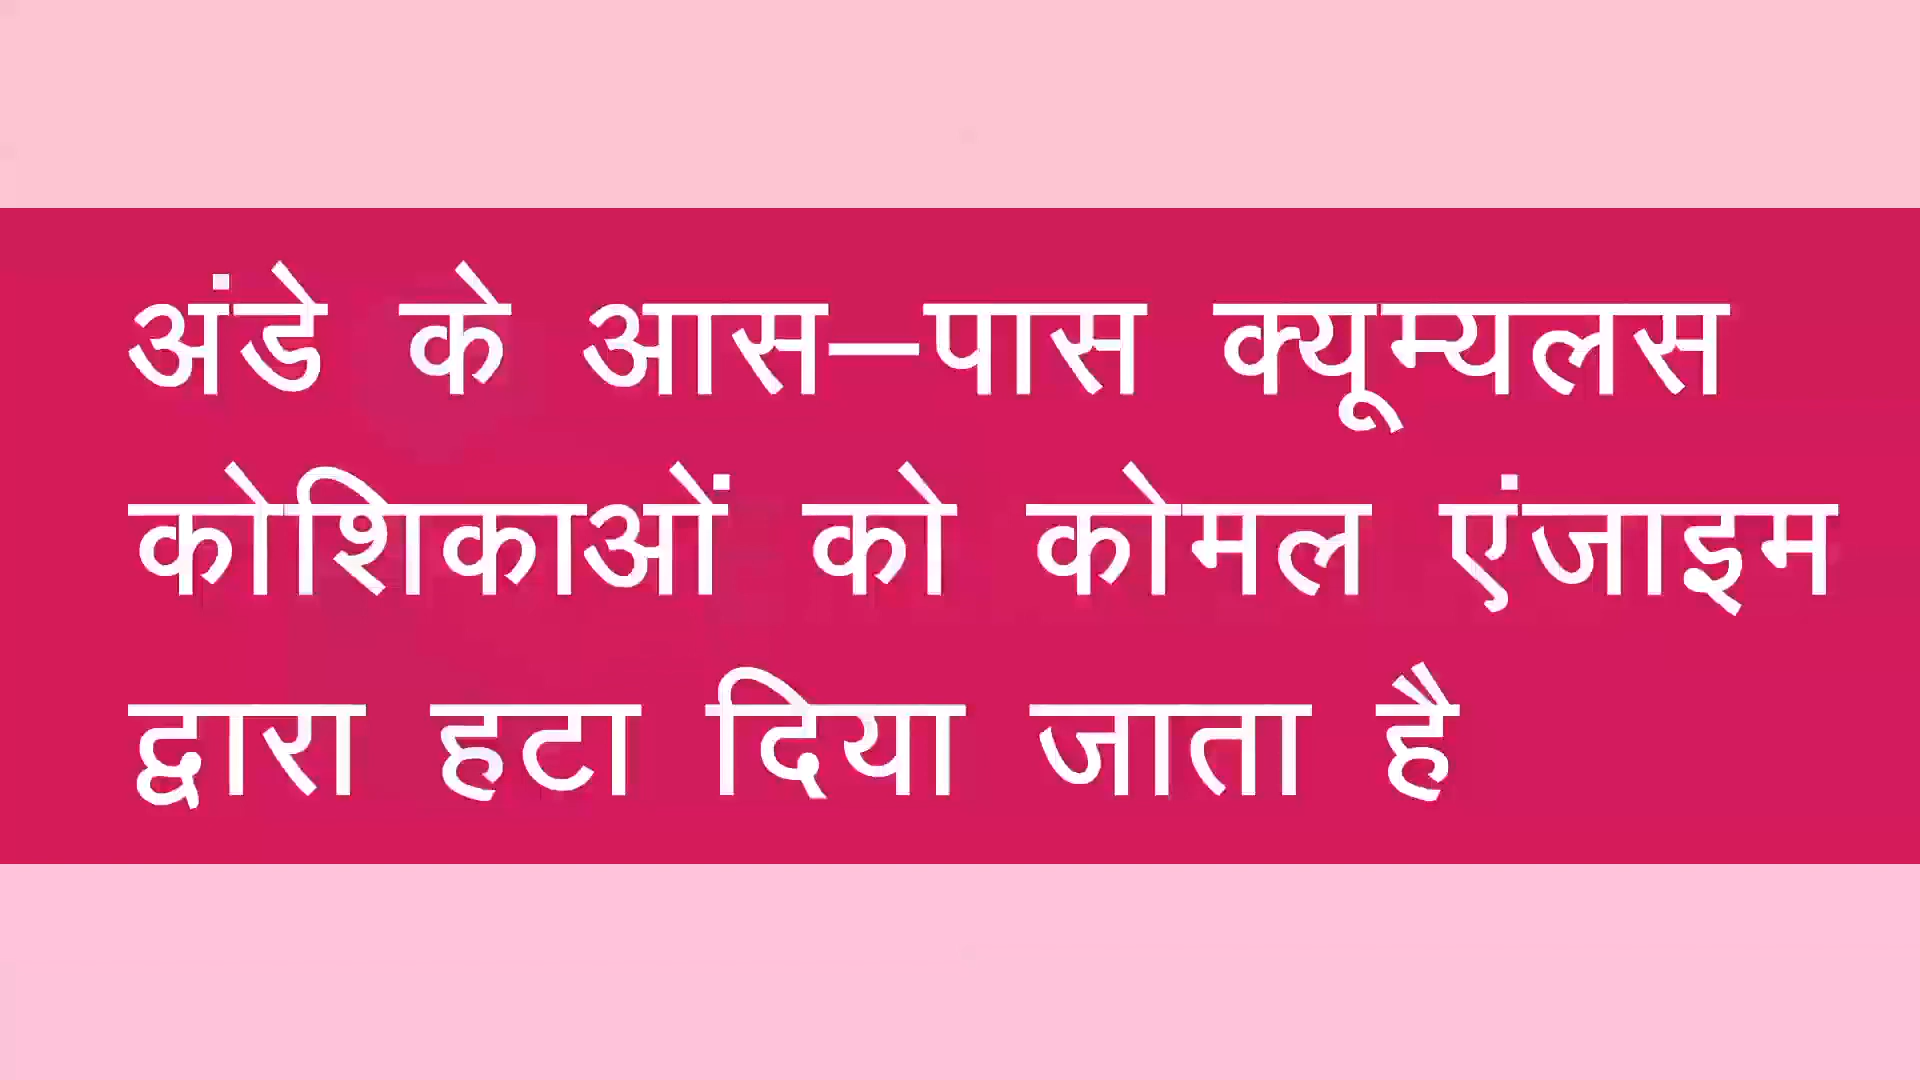 अंडे के आस–पास क्यूम्यलस
कोशिकाओं को कोमल एंजाइम
द्वारा हटा दिया जाता है